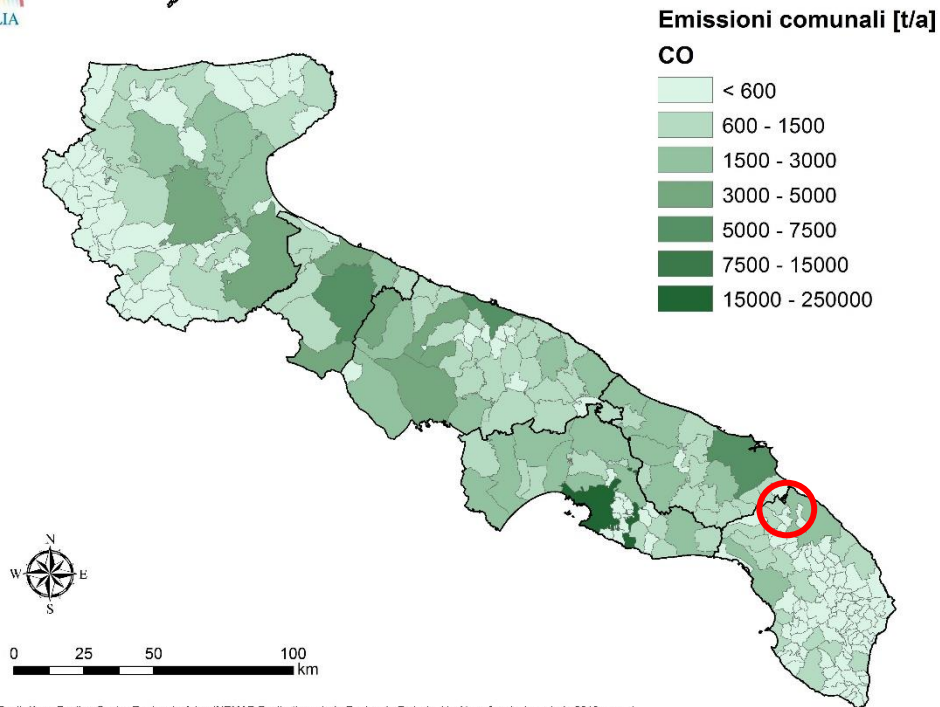 LIA
Emissioni comunali [t/a]
CO
< 600
600 - 1500
1500 - 3000
3000 - 5000
5000 - 7500
7500 - 15000
15000 - 250000
N
W E
S
0 25 50 100
km